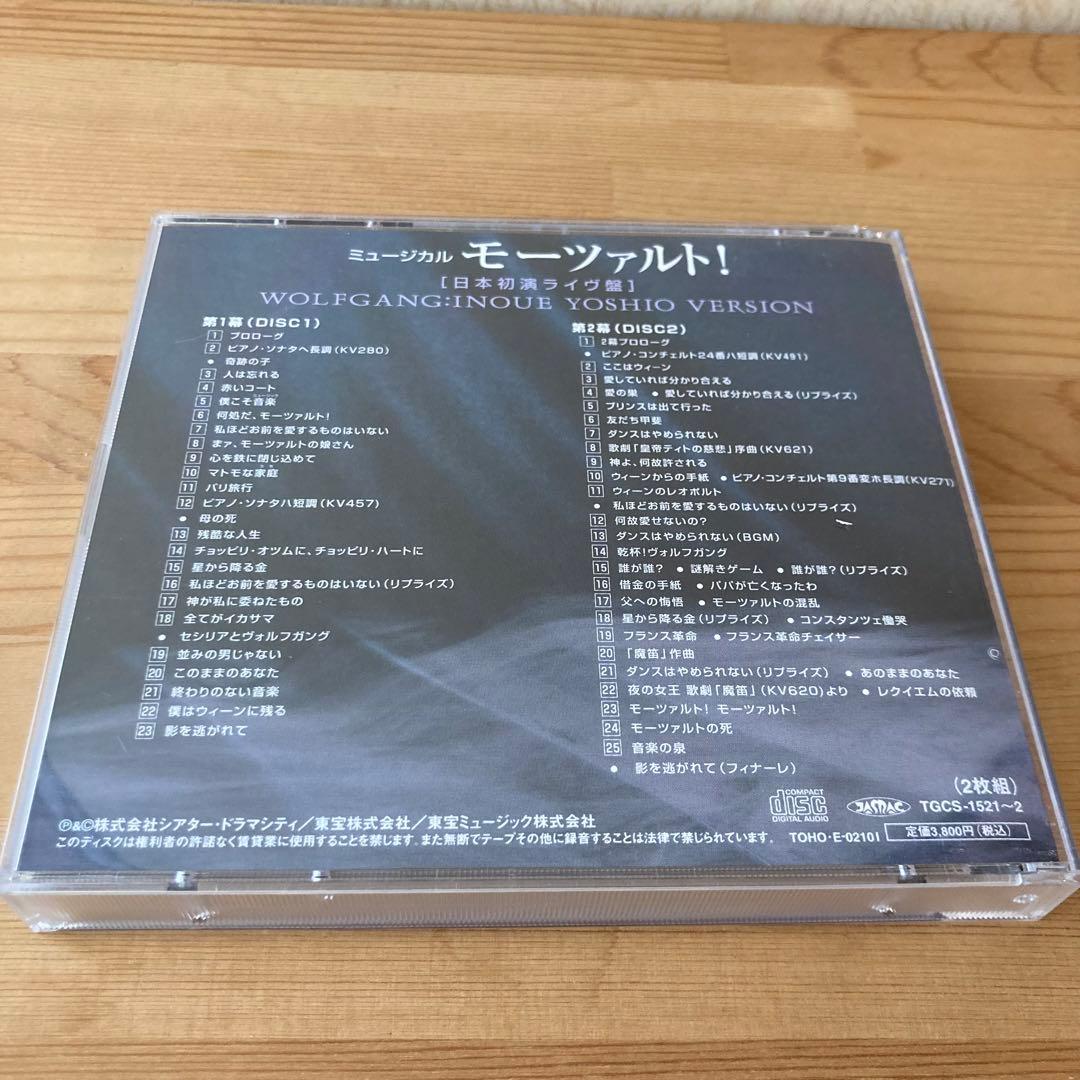 ミュージカル モーツァルト!
[日本初演ライヴ盤]
WOLFGANG:INOUE YOSHIO VERSION
第1幕(DISC1)
1 プロローグ
2 ピアノ・ソナタヘ長調(KV280)
● 奇跡の子
3 人は忘れる
4 赤いコート
5 僕こそ音楽
ミュージック
6 何処だ、モーツァルト!
7 私ほどお前を愛するものはいない
8 まァ、モーツァルトの娘さん
9 心を鉄に閉じ込めて
10 マトモな家庭
11 パリ旅行
12 ピアノ・ソナタハ短調(KV457)
● 母の死
13 残酷な人生
14 チョッピリ・オツムに、チョッピリ・ハートに
15 星から降る金
16 私ほどお前を愛するものはいない(リプライズ)
17 神が私に委ねたもの
18 全てがイカサマ
● セシリアとヴォルフガング
19 並みの男じゃない
20 このままのあなた
21 終わりのない音楽
22 僕はウィーンに残る
23 影を逃がれて
第2幕(DISC2)
1 2幕プロローグ
● ピアノ・コンチェルト24番ハ短調(KV491)
2 ここはウィーン
3 愛していれば分かり合える
4 愛の巣 ● 愛していれば分かり合える(リプライズ)
5 プリンスは出て行った
6 友だち甲斐
7 ダンスはやめられない
8 歌劇「皇帝ティトの慈悲」序曲(KV621)
9 神よ、何故許される
10 ウィーンからの手紙 ● ピアノ・コンチェルト第9番変ホ長調(KV271)
11 ウィーンのレオポルト
● 私ほどお前を愛するものはいない(リプライズ)
12 何故愛せないの?
13 ダンスはやめられない(BGM)
14 乾杯!ヴォルフガング
15 誰が誰? ● 謎解きゲーム ● 誰が誰?(リプライズ)
16 借金の手紙 ● パパが亡くなったわ
17 父への悔悟 ● モーツァルトの混乱
18 星から降る金(リプライズ) ● コンスタンツェ慟哭
19 フランス革命 ● フランス革命チェイサー
20 「魔笛」作曲
21 ダンスはやめられない(リプライズ) ● あのままのあなた
22 夜の女王 歌劇「魔笛」(KV620)より ● レクイエムの依頼
23 モーツァルト! モーツァルト!
24 モーツァルトの死
25 音楽の泉
● 影を逃がれて(フィナーレ)
(2枚組)
COMPACT disc DIGITAL AUDIO
JASRAC
TGCS-1521〜2
℗&©株式会社シアター・ドラマシティ/東宝株式会社/東宝ミュージック株式会社
定価3,800円(税込)
このディスクは権利者の許諾なく賃貸業に使用することを禁じます。また無断でテープその他に録音することは法律で禁じられています。 TOHO・E-02101